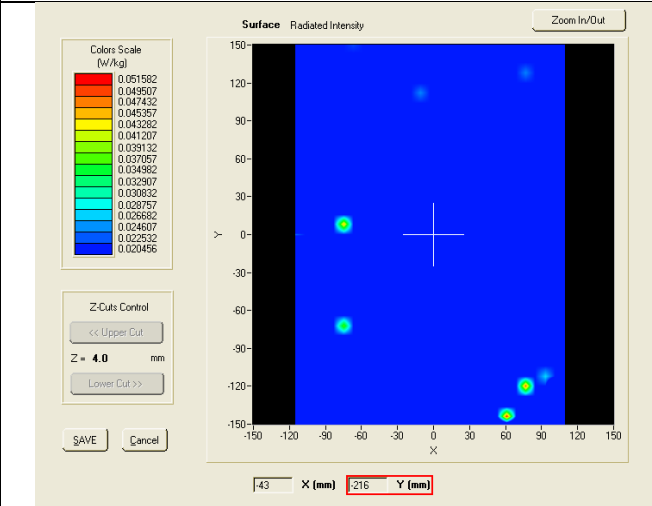 Surface Radiated Intensity
Zoom In/Out
Colors Scale
(W/kg)
0.051582
0.049507
0.047432
0.045357
0.043282
0.041207
0.039132
0.037057
0.034982
0.032907
0.030832
0.028757
0.026682
0.024607
0.022532
0.020456
150
120
90
60
30
0
-30
-60
-90
-120
-150
Y
-150 -120 -90 -60 -30 0 30 60 90 120 150
X
Z-Cuts Control
<< Upper Cut
Z = 4.0 mm
Lower Cut >>
SAVE Cancel
-43 X (mm) -216 Y (mm)